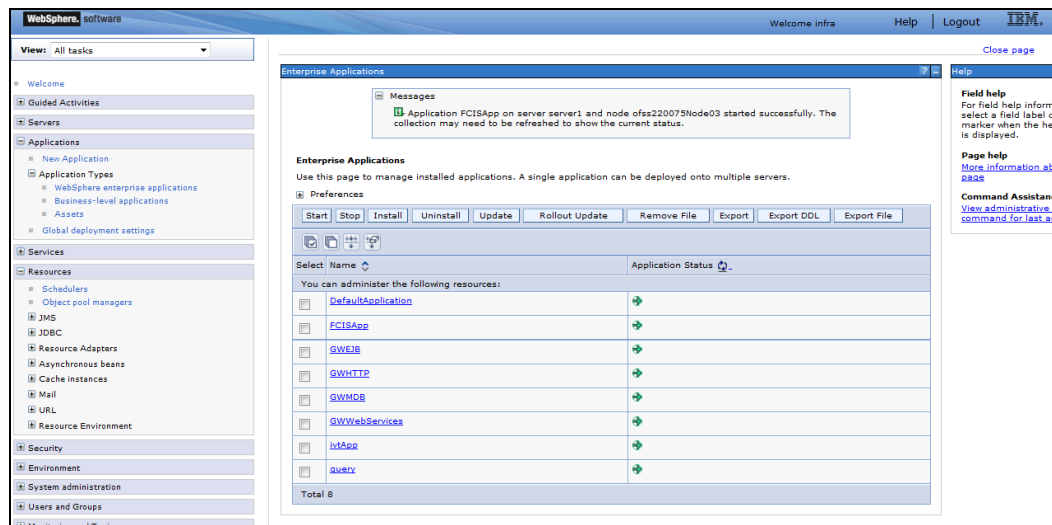 WebSphere. software
Welcome infra
Help
Logout
IBM.
View: All tasks
Welcome
Guided Activities
Servers
Applications
New Application
Application Types
WebSphere enterprise applications
Business-level applications
Assets
Global deployment settings
Services
Resources
Schedulers
Object pool managers
JMS
JDBC
Resource Adapters
Asynchronous beans
Cache instances
Mail
URL
Resource Environment
Security
Environment
System administration
Users and Groups
Close page
Enterprise Applications
Messages
Application FCISApp on server server1 and node ofss220075Node03 started successfully. The
collection may need to be refreshed to show the current status.
Enterprise Applications
Use this page to manage installed applications. A single application can be deployed onto multiple servers.
Preferences
Start Stop Install Uninstall Update Rollout Update Remove File Export Export DDL Export File
Select Name Application Status
You can administer the following resources:
DefaultApplication
FCISApp
GWEJB
GWHTTP
GWMDB
GWWebServices
ivtApp
query
Total 8
Help
Field help
For field help inform
select a field label o
marker when the he
is displayed.
Page help
More information ab
page
Command Assistan
View administrative
command for last a